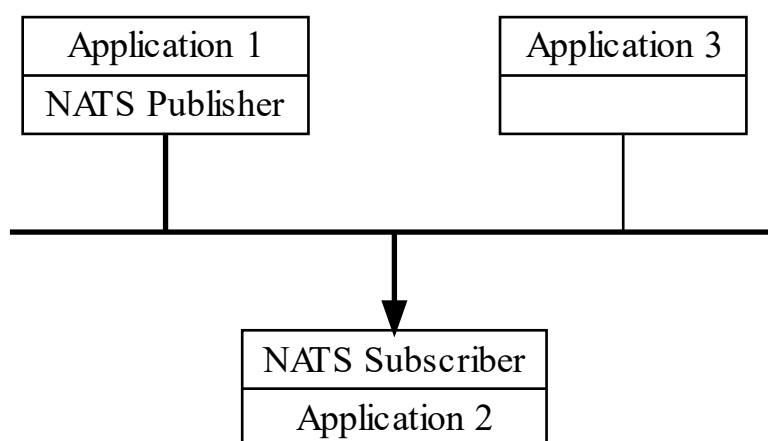 Application 1
NATS Publisher
Application 3
NATS Subscriber
Application 2